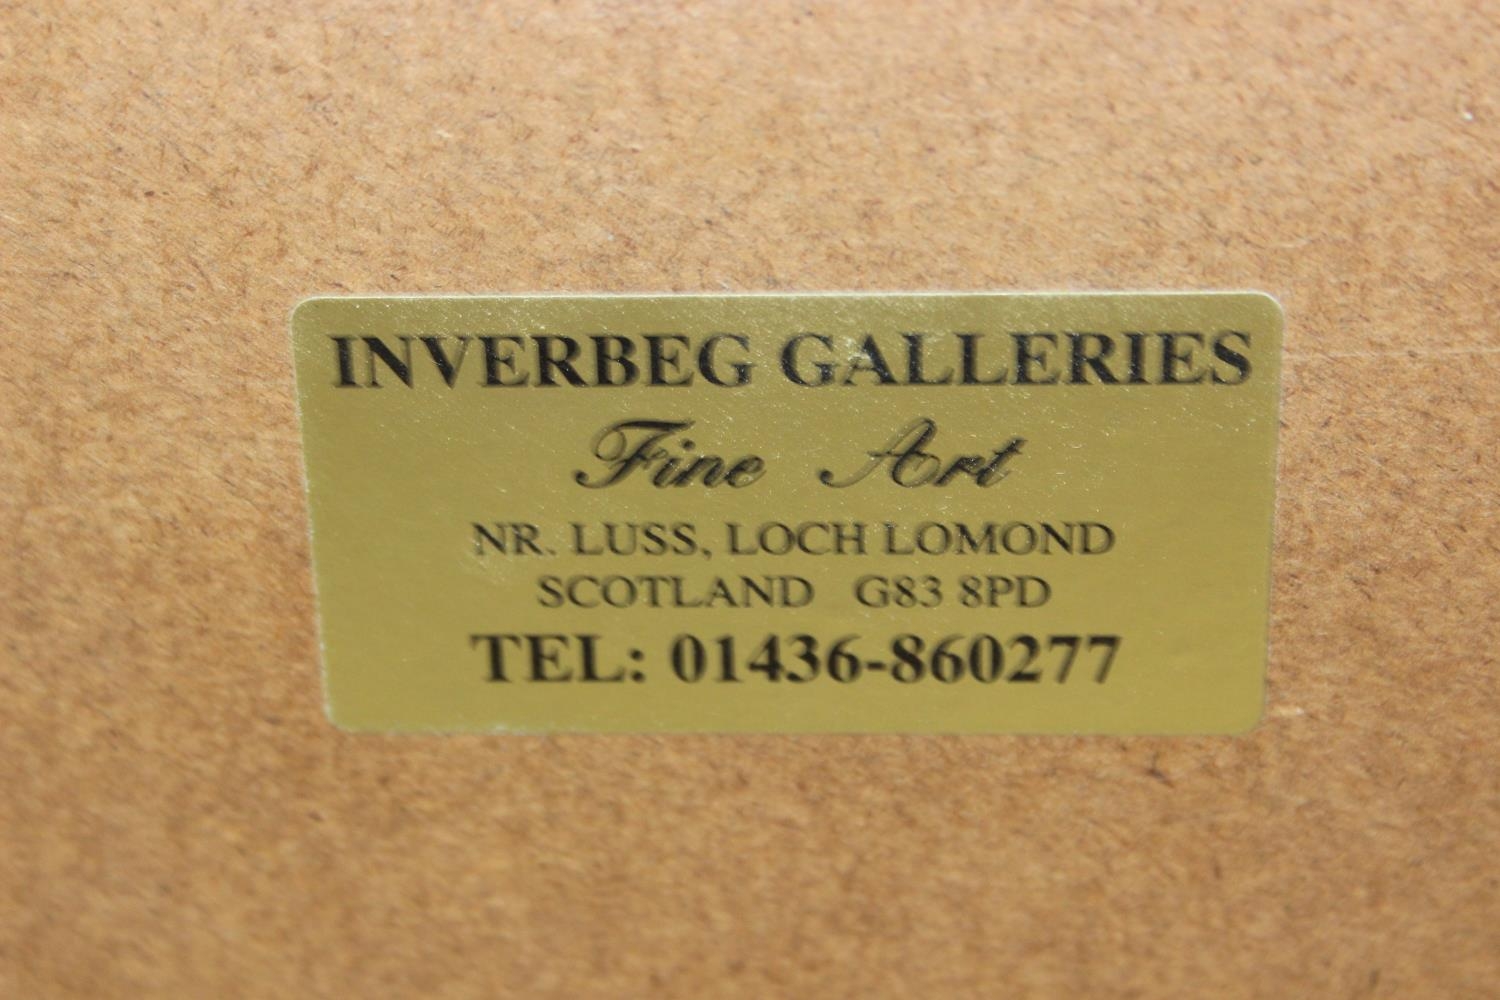 INVERBEG GALLERIES
Fine Art
NR. LUSS, LOCH LOMOND
SCOTLAND G83 8PD
TEL: 01436-860277